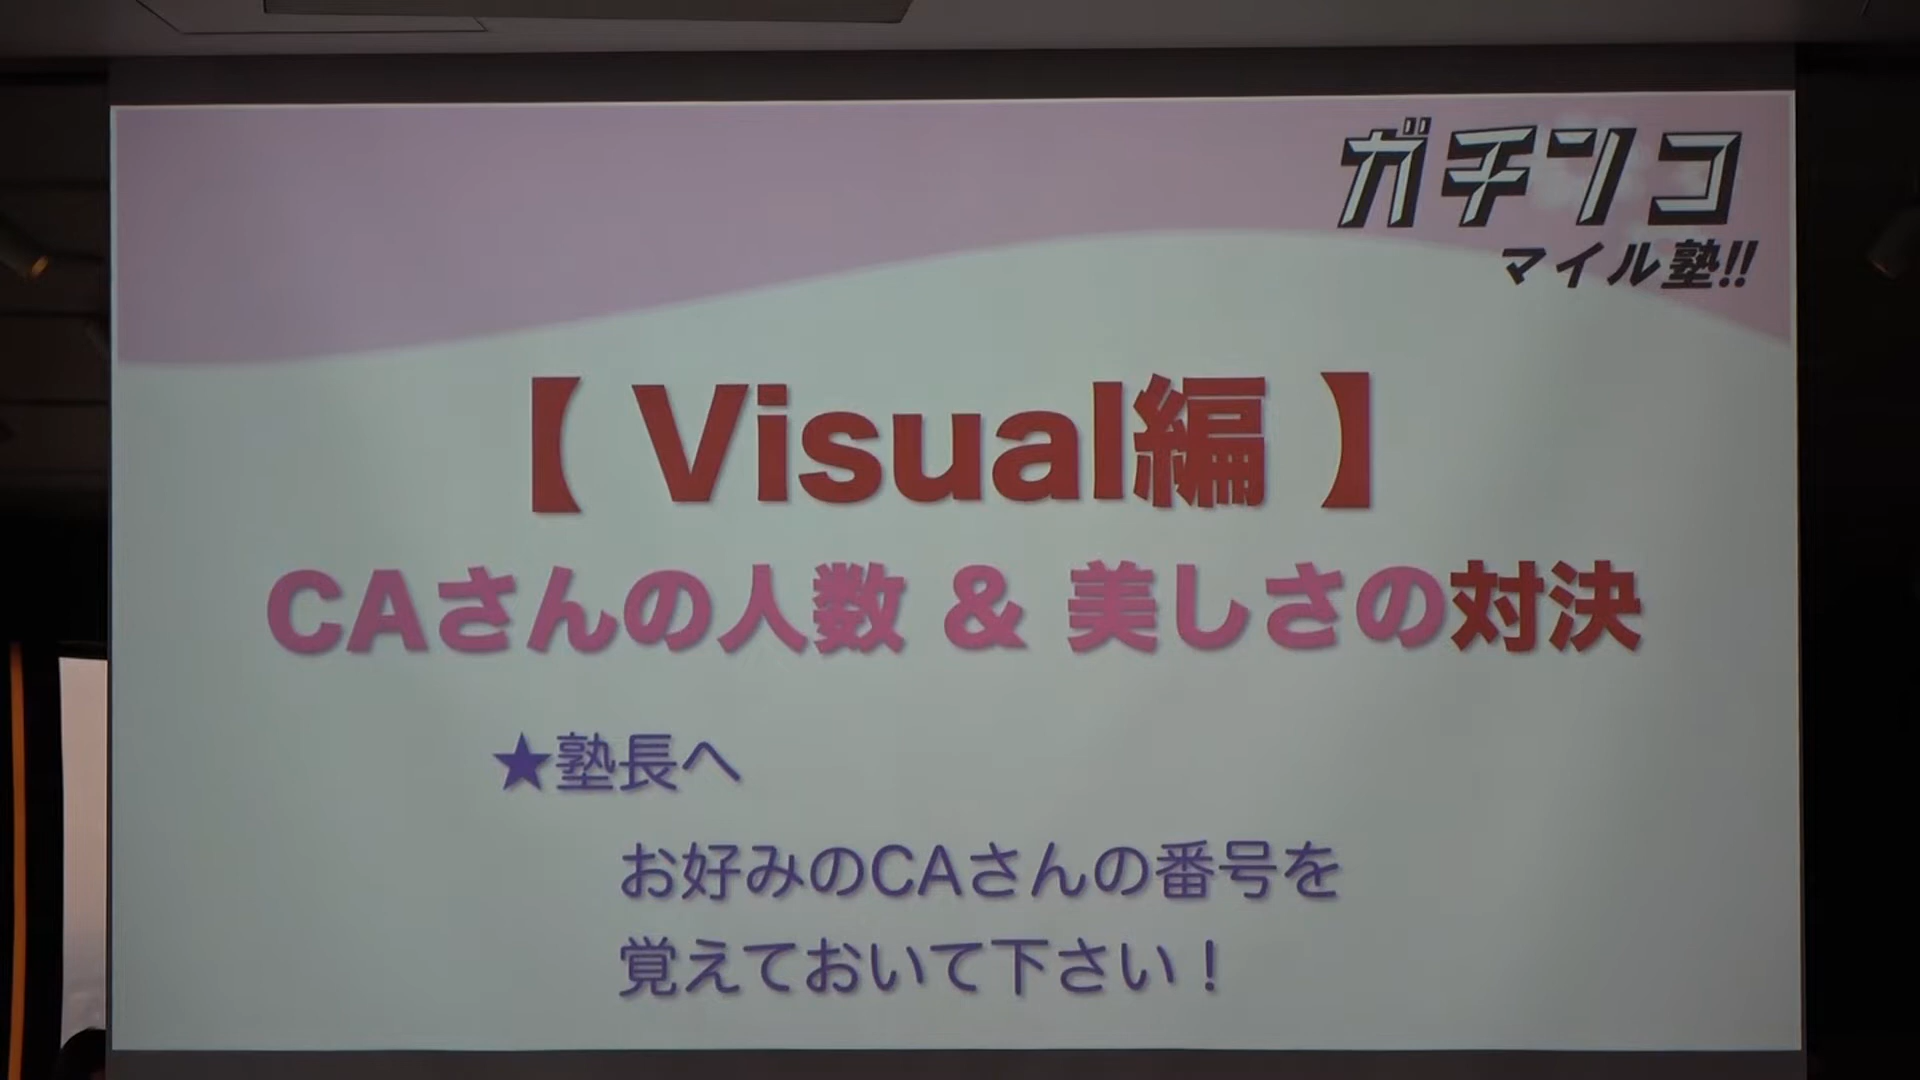 ガチンコ
マイル塾!!
【 Visual編 】
CAさんの人数 & 美しさの対決
★塾長へ
お好みのCAさんの番号を
覚えておいて下さい！